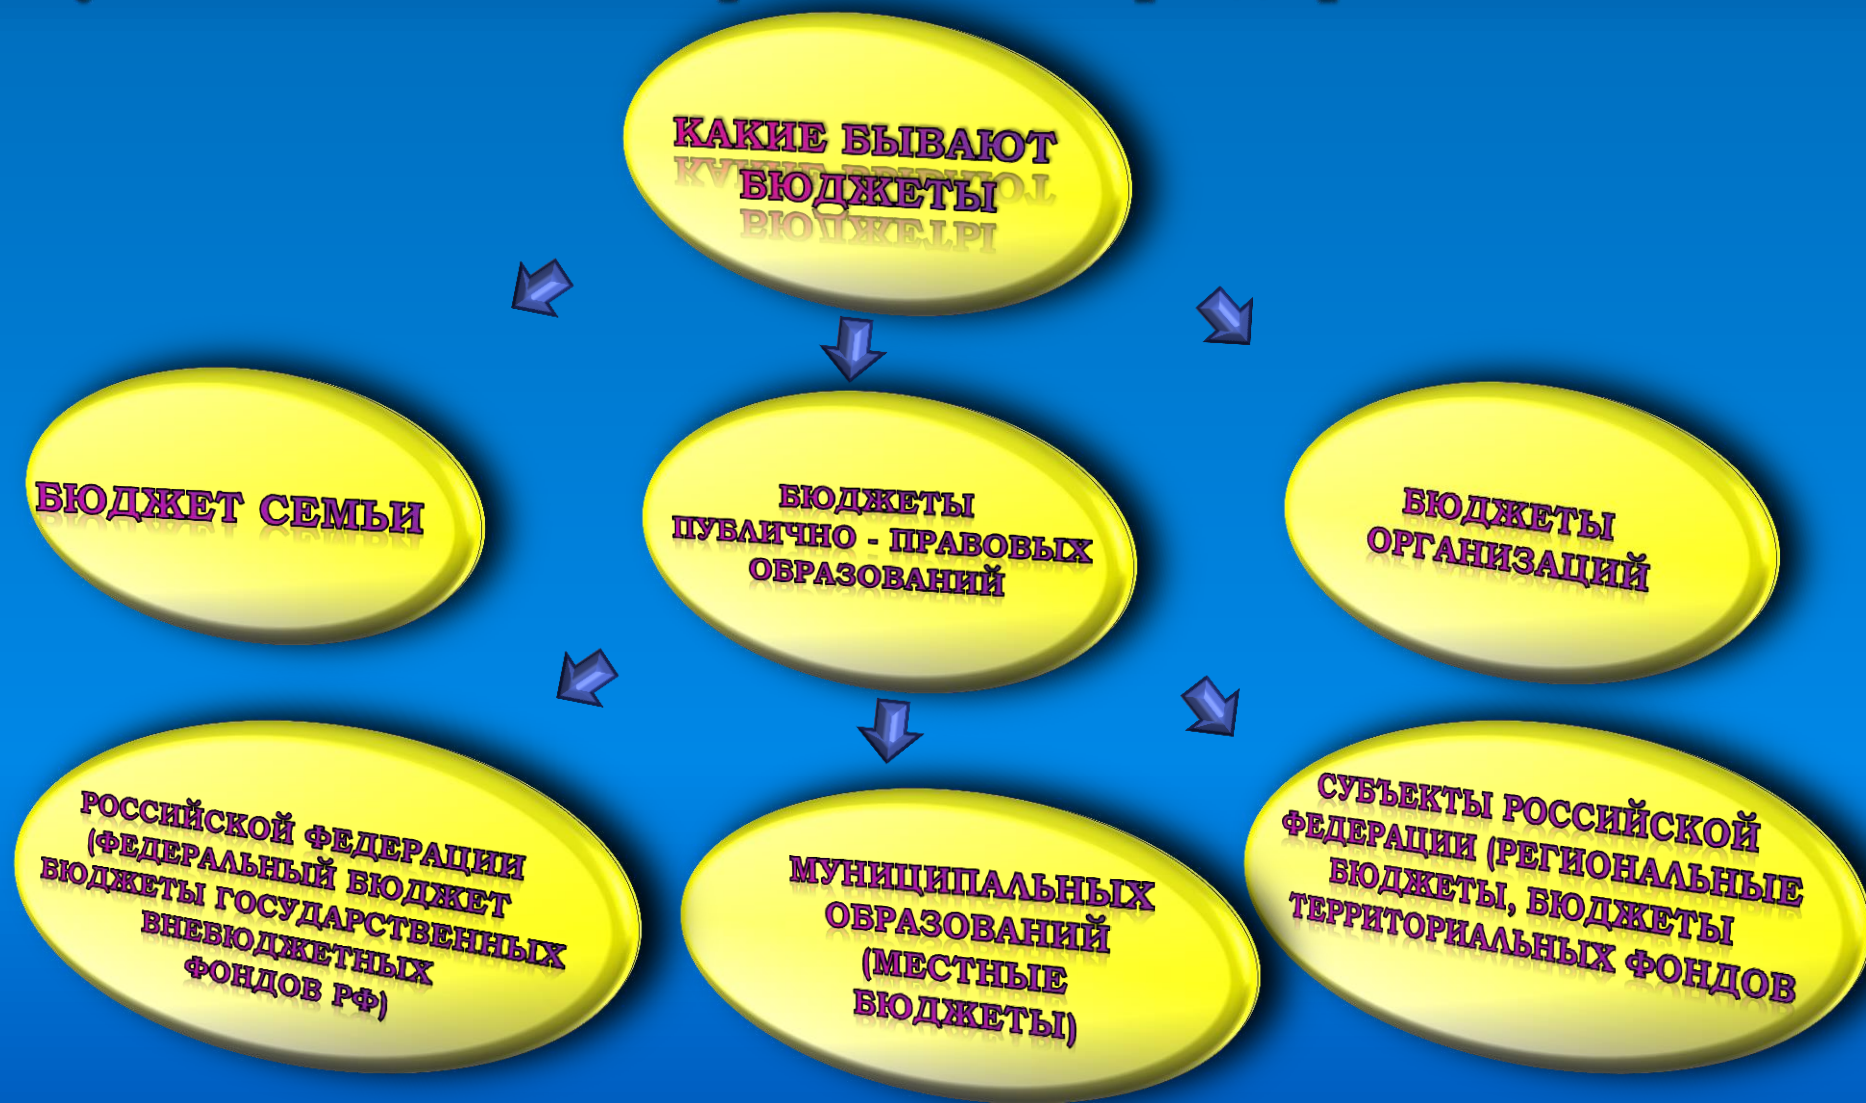 КАКИЕ БЫВАЮТ
БЮДЖЕТЫ
БЮДЖЕТ СЕМЬИ
БЮДЖЕТЫ
ПУБЛИЧНО - ПРАВОВЫХ
ОБРАЗОВАНИЙ
БЮДЖЕТЫ
ОРГАНИЗАЦИЙ
РОССИЙСКОЙ ФЕДЕРАЦИИ
(ФЕДЕРАЛЬНЫЙ БЮДЖЕТ
БЮДЖЕТЫ ГОСУДАРСТВЕННЫХ
ВНЕБЮДЖЕТНЫХ
ФОНДОВ РФ)
МУНИЦИПАЛЬНЫХ
ОБРАЗОВАНИЙ
(МЕСТНЫЕ
БЮДЖЕТЫ)
СУБЪЕКТЫ РОССИЙСКОЙ
ФЕДЕРАЦИИ (РЕГИОНАЛЬНЫЕ
БЮДЖЕТЫ, БЮДЖЕТЫ
ТЕРРИТОРИАЛЬНЫХ ФОНДОВ